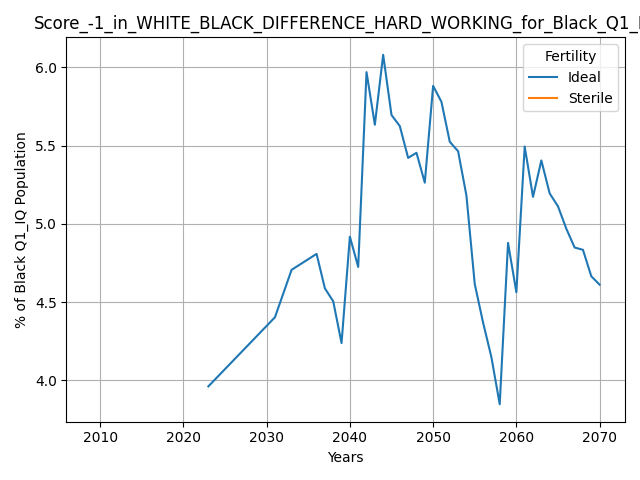 Score_-1_in_WHITE_BLACK_DIFFERENCE_HARD_WORKING_for_Black_Q1_
Fertility
Ideal
Sterile
6.0
5.5
5.0
4.5
4.0
% of Black Q1_IQ Population
2010
2020
2030
2040
2050
2060
2070
Years